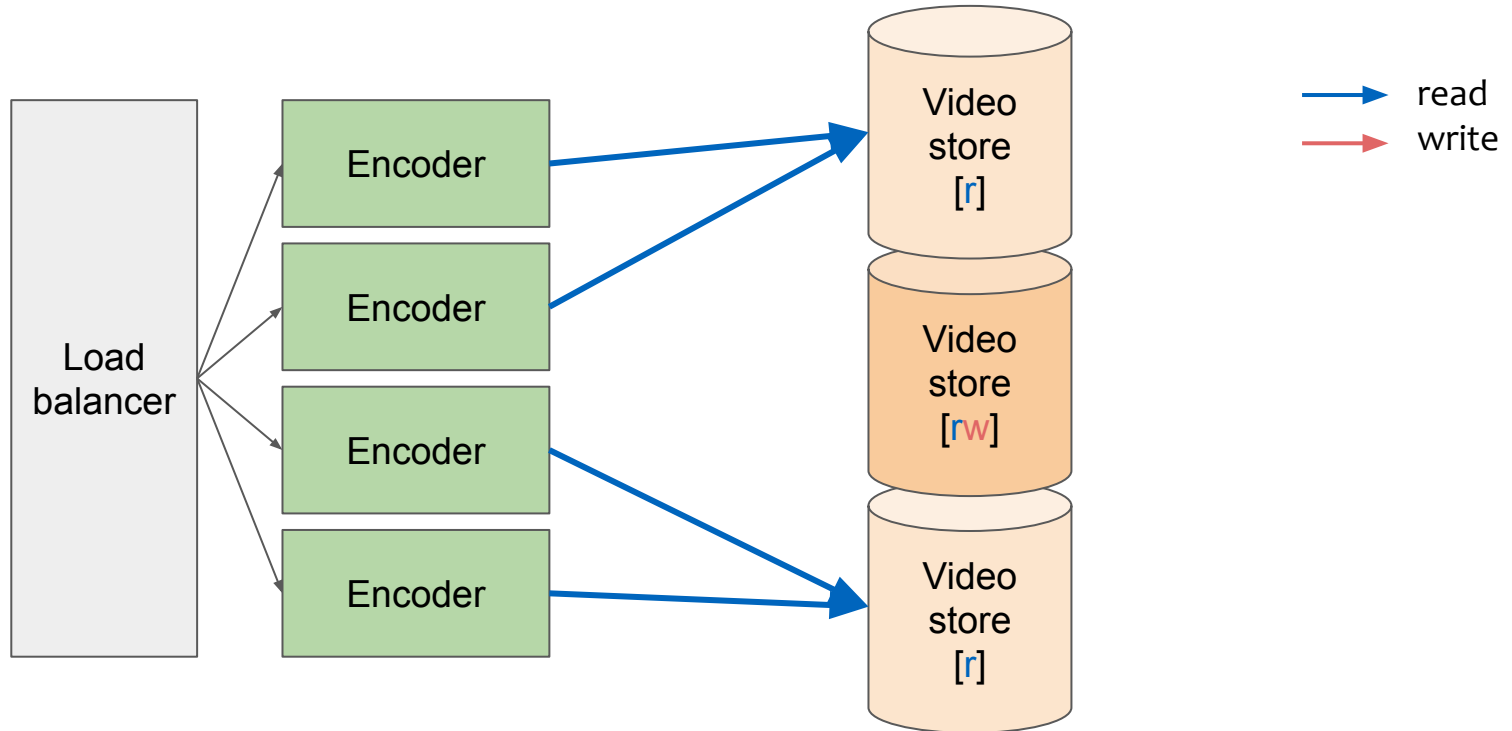 Load
balancer
Encoder
Encoder
Encoder
Encoder
Video
store
[r]
Video
store
[rw]
Video
store
[r]
read
write